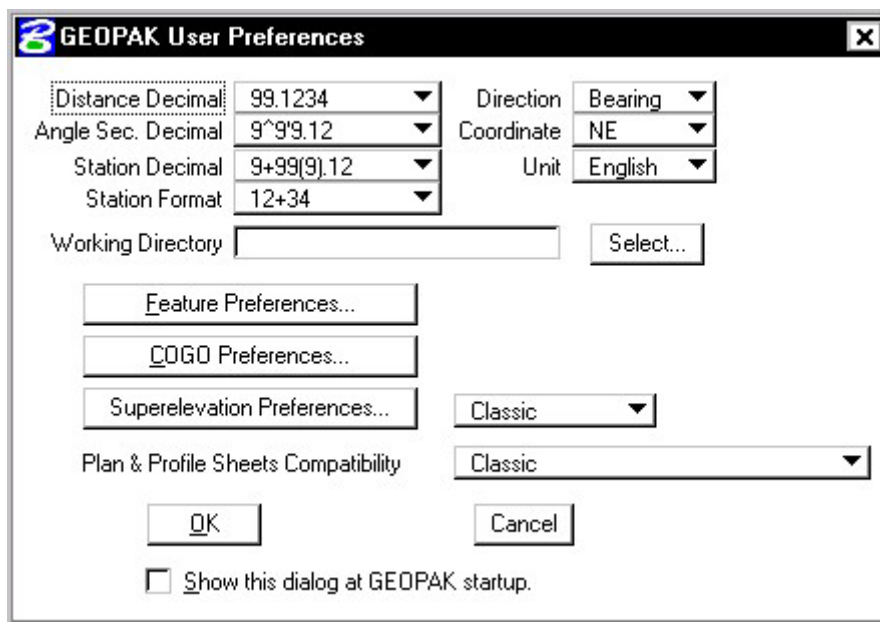 GEOPAK User Preferences
Distance Decimal 99.1234 Direction Bearing
Angle Sec. Decimal 9^9'9.12 Coordinate NE
Station Decimal 9+99(9).12 Unit English
Station Format 12+34
Working Directory Select...
Feature Preferences...
COGO Preferences...
Superelevation Preferences... Classic
Plan & Profile Sheets Compatibility Classic
OK Cancel
Show this dialog at GEOPAK startup.